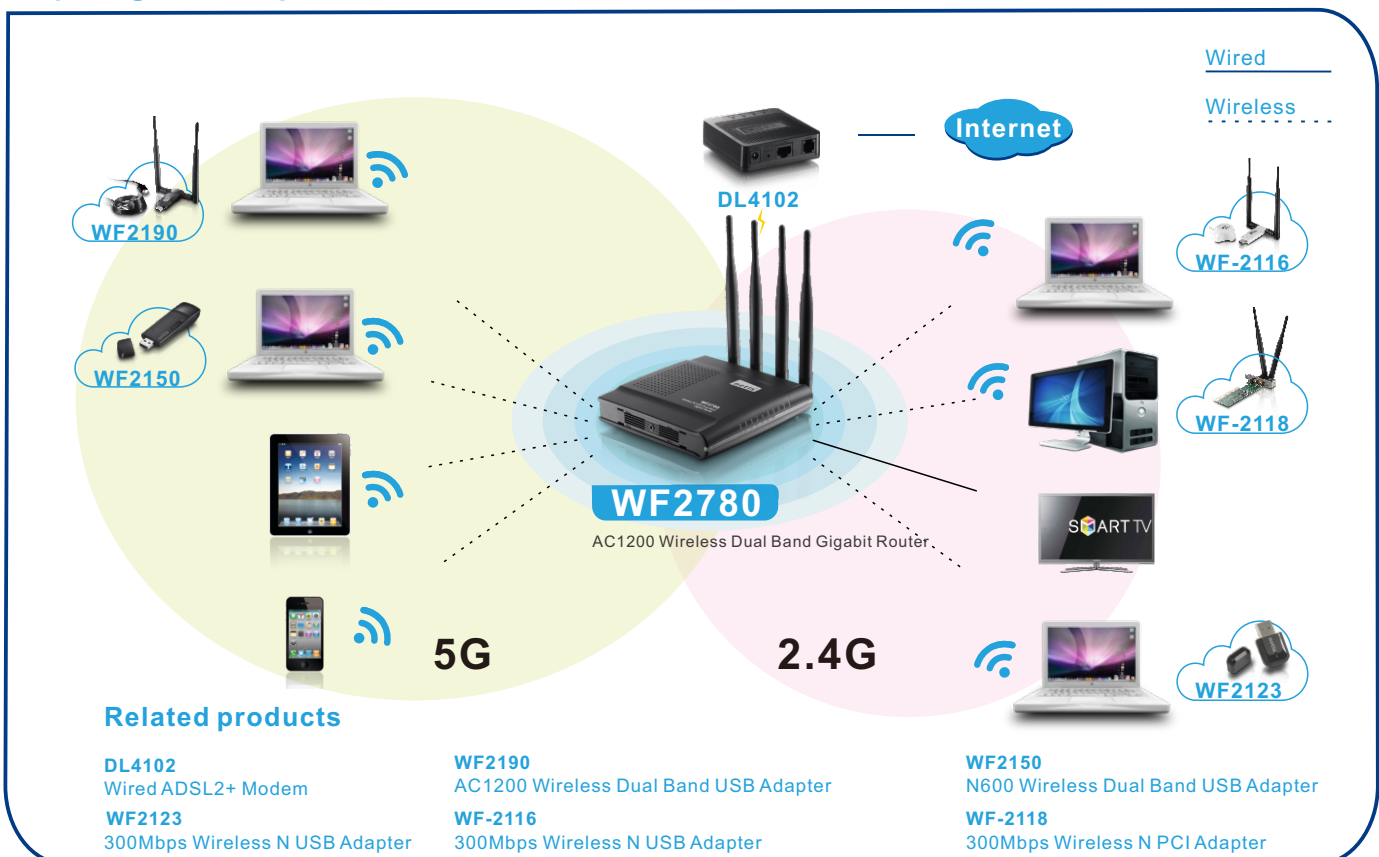 Wired
Wireless
Internet
DL4102
WF2190
WF-2116
WF2150
WF-2118
WF2780
SMART TV
AC1200 Wireless Dual Band Gigabit Router
5G
2.4G
WF2123
Related products
DL4102
Wired ADSL2+ Modem
WF2190
AC1200 Wireless Dual Band USB Adapter
WF2150
N600 Wireless Dual Band USB Adapter
WF2123
300Mbps Wireless N USB Adapter
WF-2116
300Mbps Wireless N USB Adapter
WF-2118
300Mbps Wireless N PCI Adapter